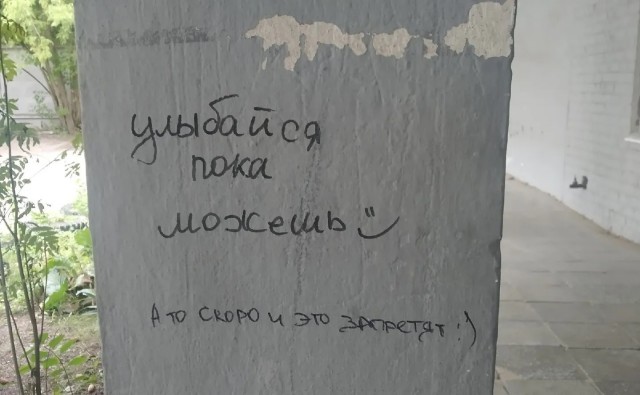 улыбайся
пока
можешь :)
А то скоро и это запретят :)